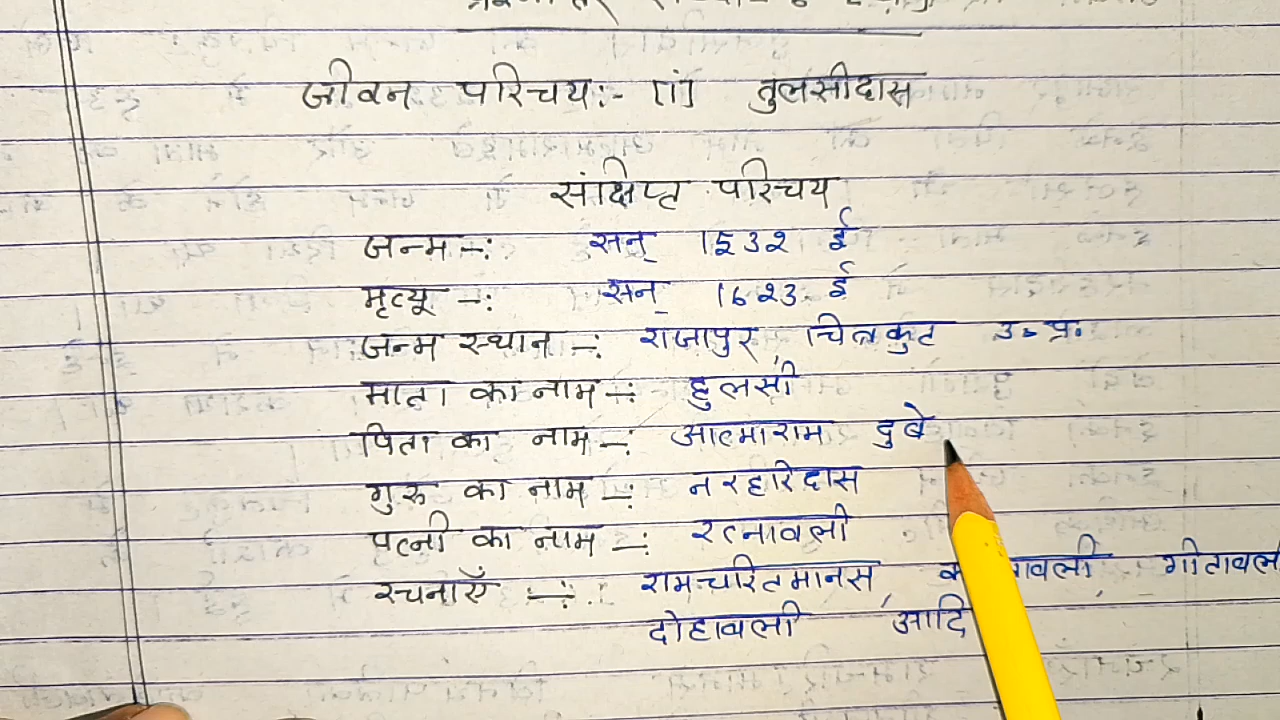 जीवन परिचय:- [i] तुलसीदास
संक्षिप्त परिचय
जन्म -: सन् 1532 ई
मृत्यू -: सन् 1623 ई
जन्म स्थान -: राजापुर, चित्रकुट उ॰ प्र॰
माता का नाम -: हुलसी
पिता का नाम -: आत्माराम दुबे
गुरु का नाम -: नरहरिदास
पत्नी का नाम -: रत्नावली
रचनाएँ -: रामचरितमानस, गीतावल
दोहावली आदि